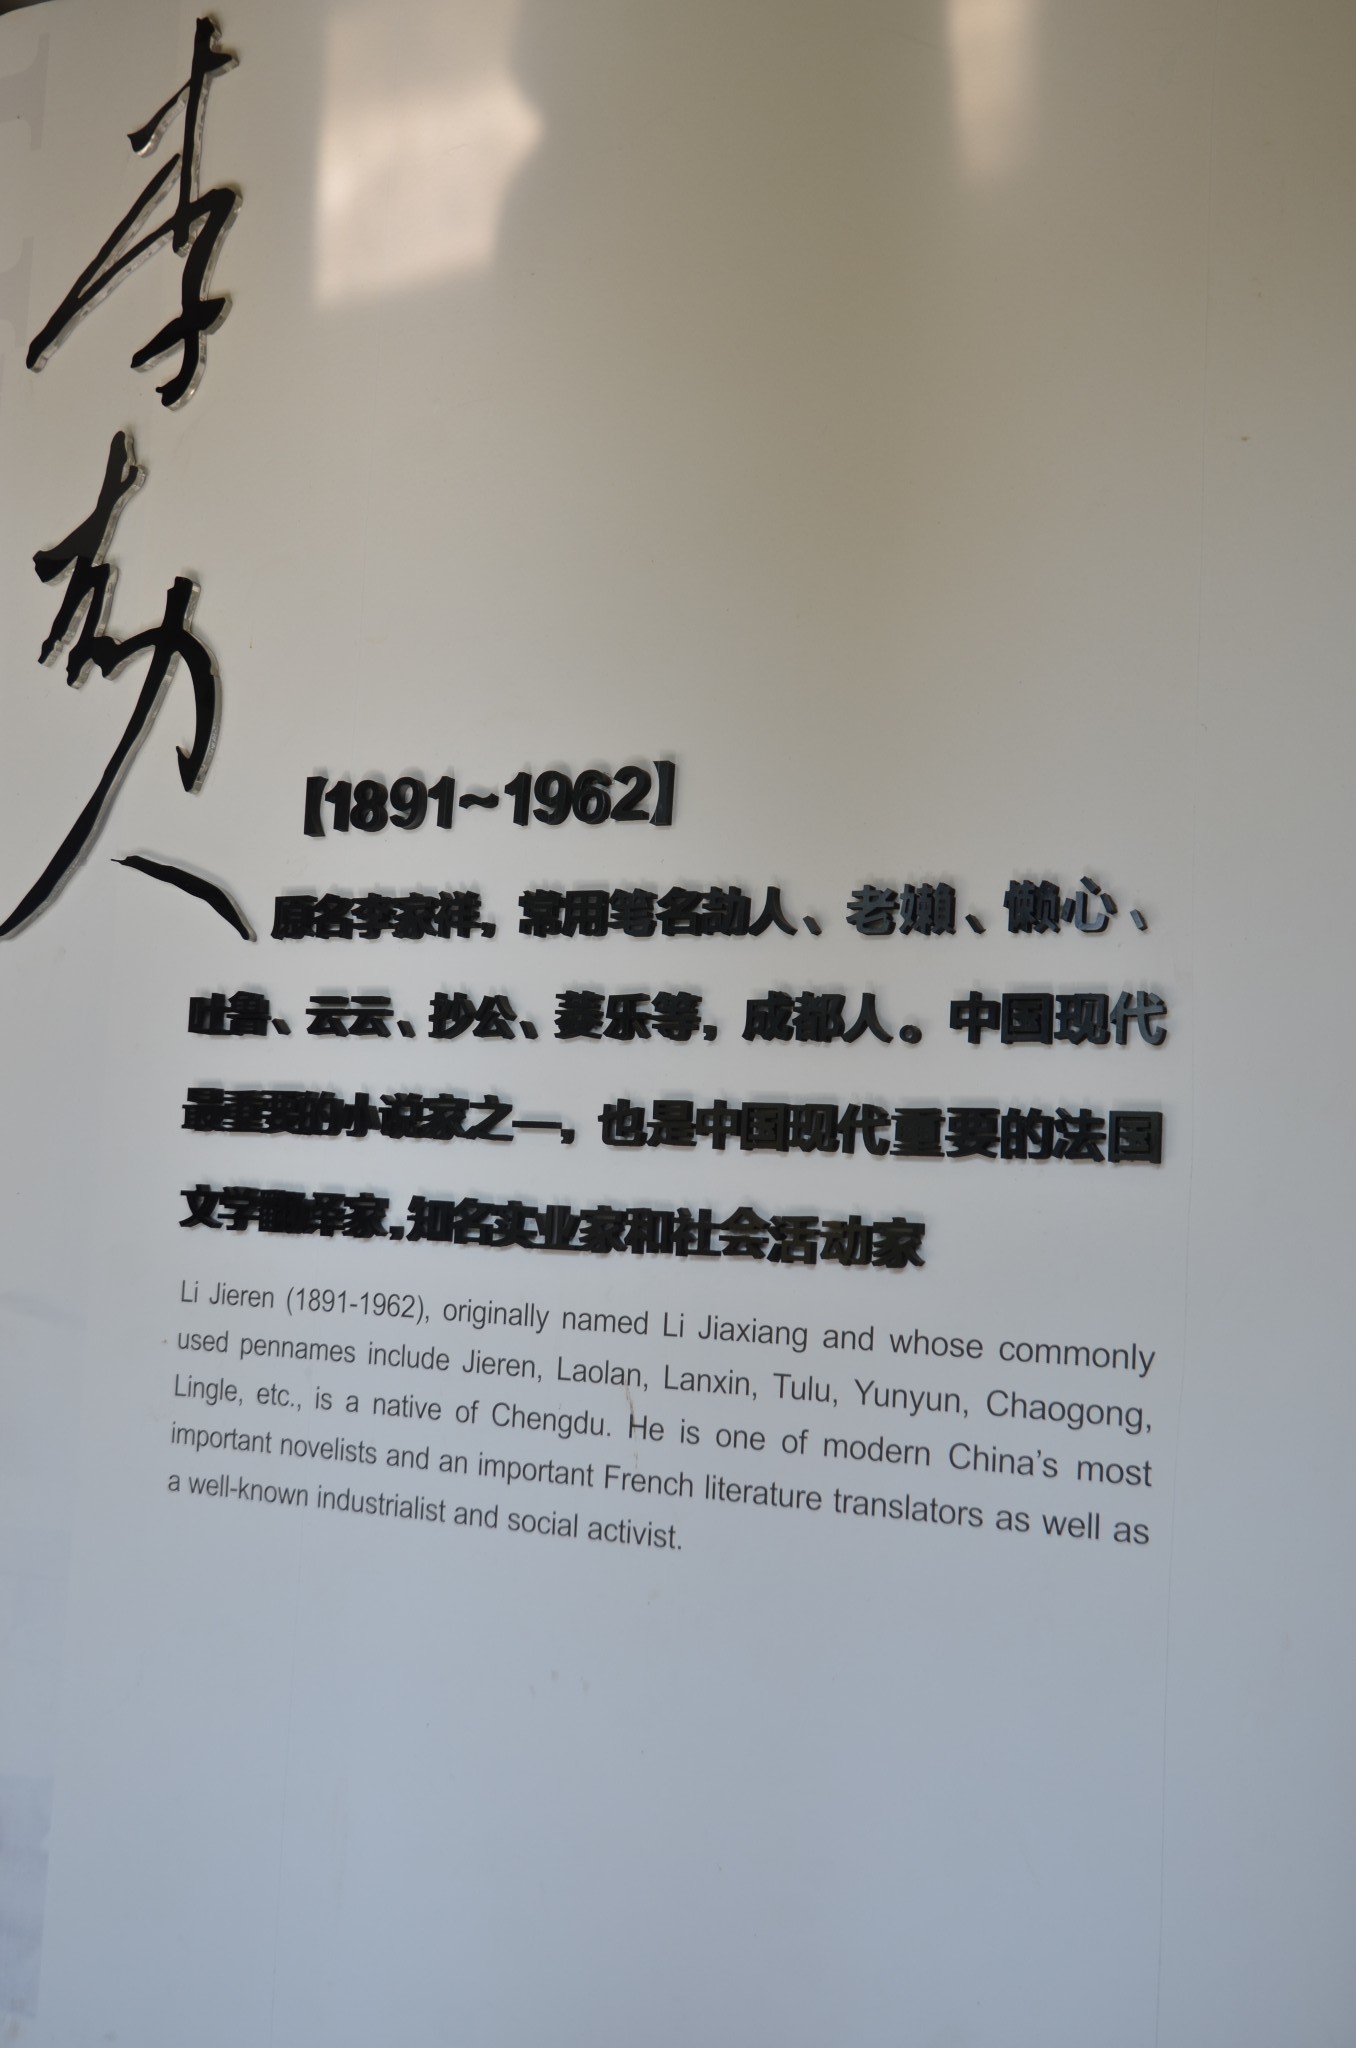 李劼人
【1891~1962】
原名李家祥，常用笔名劼人、老嬾、懒心、
吐鲁、云云、抄公、菱乐等，成都人。中国现代
最重要的小说家之一，也是中国现代重要的法国
文学翻译家，知名实业家和社会活动家
Li Jieren (1891-1962), originally named Li Jiaxiang and whose commonly
used pennames include Jieren, Laolan, Lanxin, Tulu, Yunyun, Chaogong,
Lingle, etc., is a native of Chengdu. He is one of modern China's most
important novelists and an important French literature translators as well as
a well-known industrialist and social activist.